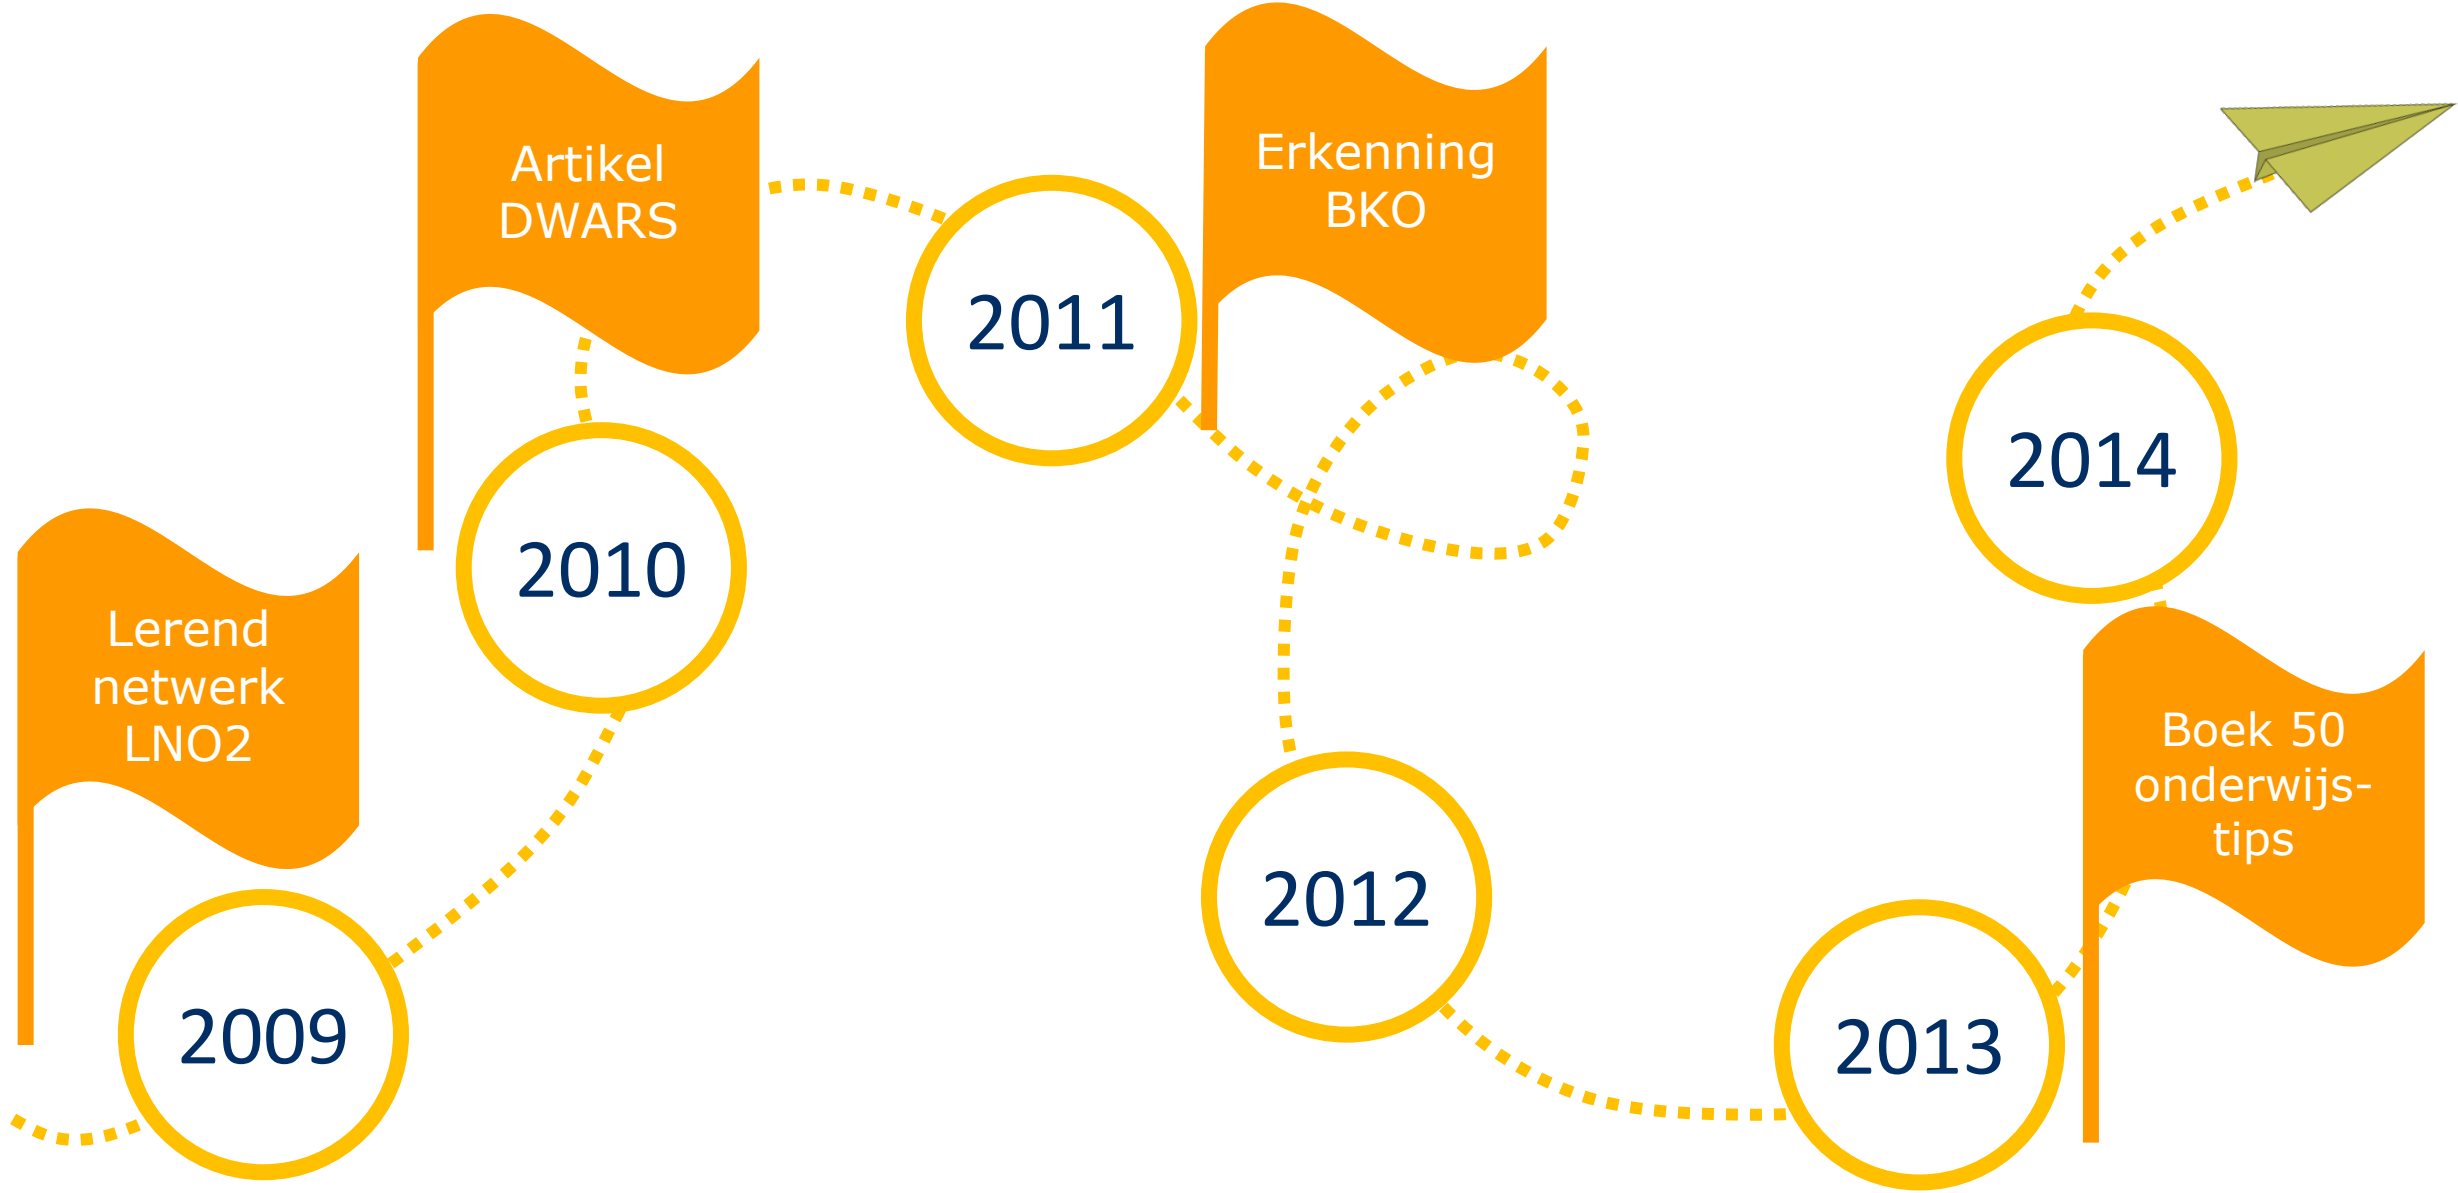 Lerend
netwerk
LNO2
2009
Artikel
DWARS
2010
2011
Erkenning
BKO
2012
2013
Boek 50
onderwijs-
tips
2014